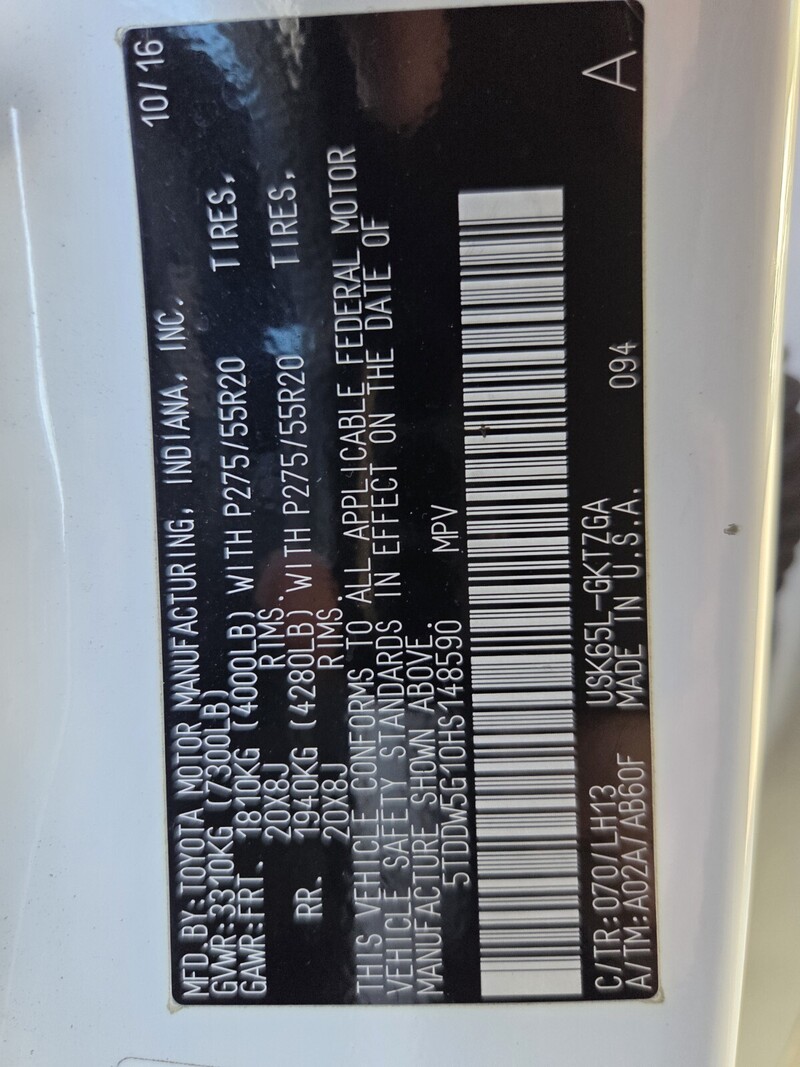 MFD.BY:TOYOTA MOTOR MANUFACTURING, INDIANA, INC. 10/16
GVWR:3310KG (7300LB)
GAWR:FRT. 1810KG (4000LB) WITH P275/55R20 TIRES,
20X8J RIMS.
RR. 1940KG (4280LB) WITH P275/55R20 TIRES,
20X8J RIMS.
THIS VEHICLE CONFORMS TO ALL APPLICABLE FEDERAL MOTOR
VEHICLE SAFETY STANDARDS IN EFFECT ON THE DATE OF
MANUFACTURE SHOWN ABOVE.
5TDDW5G10HS148590 MPV
C/TR:070/LH13 USK65L-GKTZGA
A/TM:A02A/AB60F MADE IN U.S.A. 094 A